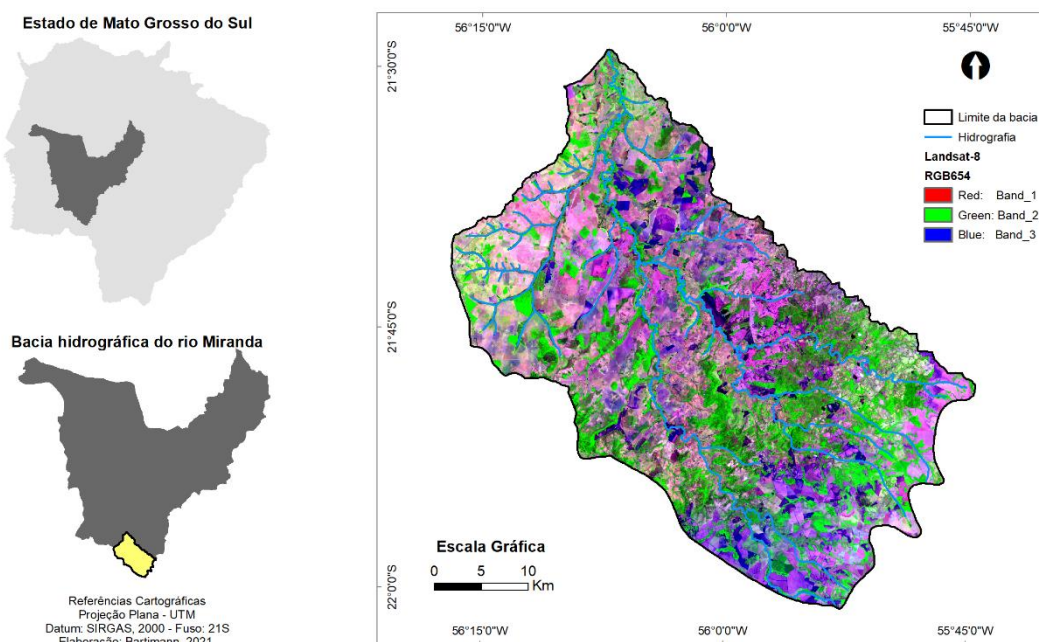 Estado de Mato Grosso do Sul
Bacia hidrográfica do rio Miranda
Referências Cartográficas
Projeção Plana - UTM
Datum: SIRGAS, 2000 - Fuso: 21S
Elaboração: Bartimann, 2021
56°15'0"W 56°0'0"W 55°45'0"W
21°30'0"S
21°45'0"S
22°0'0"S
Limite da bacia
Hidrografia
Landsat-8
RGB654
Red: Band_1
Green: Band_2
Blue: Band_3
Escala Gráfica
0 5 10
Km
56°15'0"W 56°0'0"W 55°45'0"W